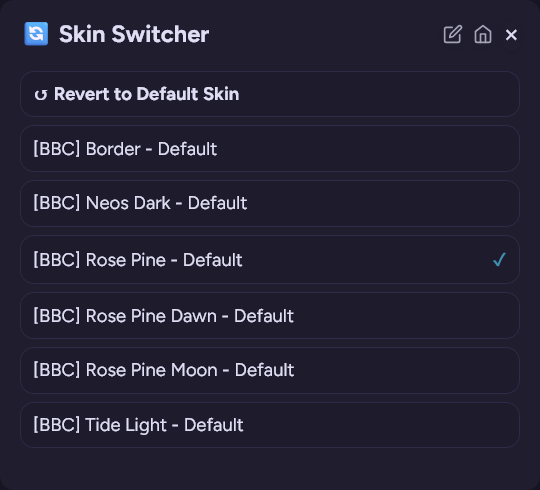 Skin Switcher
↺ Revert to Default Skin
[BBC] Border - Default
[BBC] Neos Dark - Default
[BBC] Rose Pine - Default ✓
[BBC] Rose Pine Dawn - Default
[BBC] Rose Pine Moon - Default
[BBC] Tide Light - Default